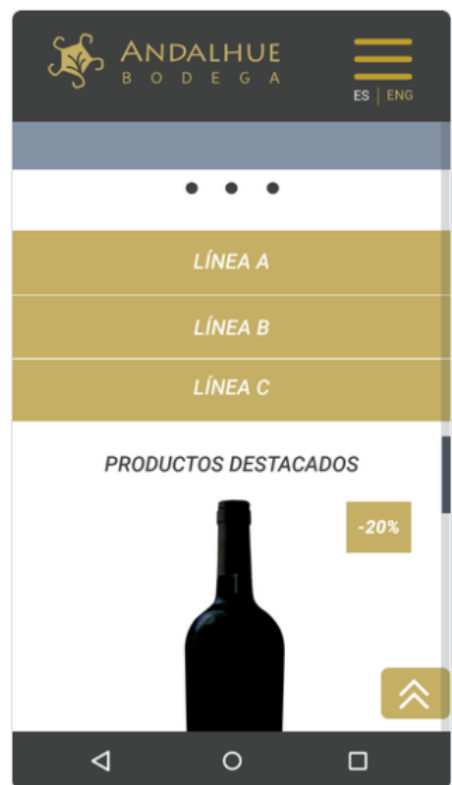 ANDALHUE
BODEGA
ES | ENG
LÍNEA A
LÍNEA B
LÍNEA C
PRODUCTOS DESTACADOS
-20%